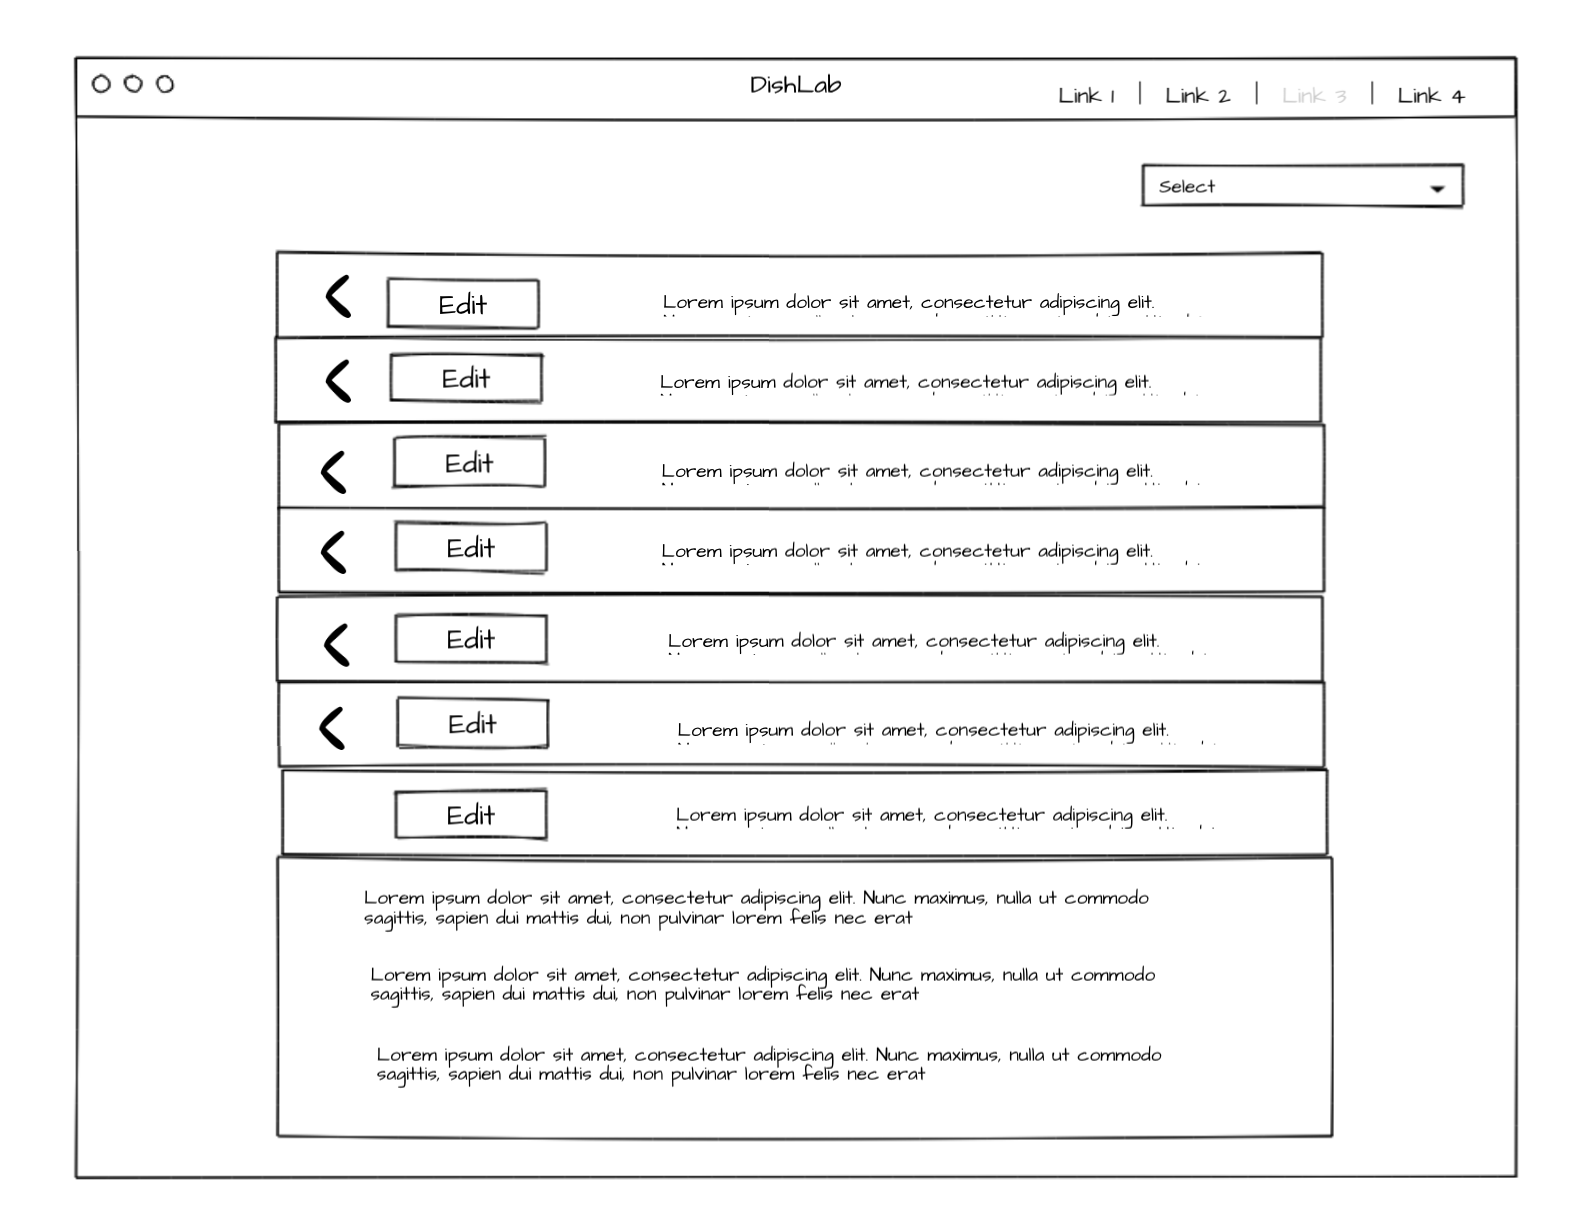 DishLab
Link 1 | Link 2 | Link 3 | Link 4
Select
Edit
Lorem ipsum dolor sit amet, consectetur adipiscing elit.
Edit
Lorem ipsum dolor sit amet, consectetur adipiscing elit.
Edit
Lorem ipsum dolor sit amet, consectetur adipiscing elit.
Edit
Lorem ipsum dolor sit amet, consectetur adipiscing elit.
Edit
Lorem ipsum dolor sit amet, consectetur adipiscing elit.
Edit
Lorem ipsum dolor sit amet, consectetur adipiscing elit.
Edit
Lorem ipsum dolor sit amet, consectetur adipiscing elit.
Lorem ipsum dolor sit amet, consectetur adipiscing elit. Nunc maximus, nulla ut commodo
sagittis, sapien dui mattis dui, non pulvinar lorem felis nec erat
Lorem ipsum dolor sit amet, consectetur adipiscing elit. Nunc maximus, nulla ut commodo
sagittis, sapien dui mattis dui, non pulvinar lorem felis nec erat
Lorem ipsum dolor sit amet, consectetur adipiscing elit. Nunc maximus, nulla ut commodo
sagittis, sapien dui mattis dui, non pulvinar lorem felis nec erat